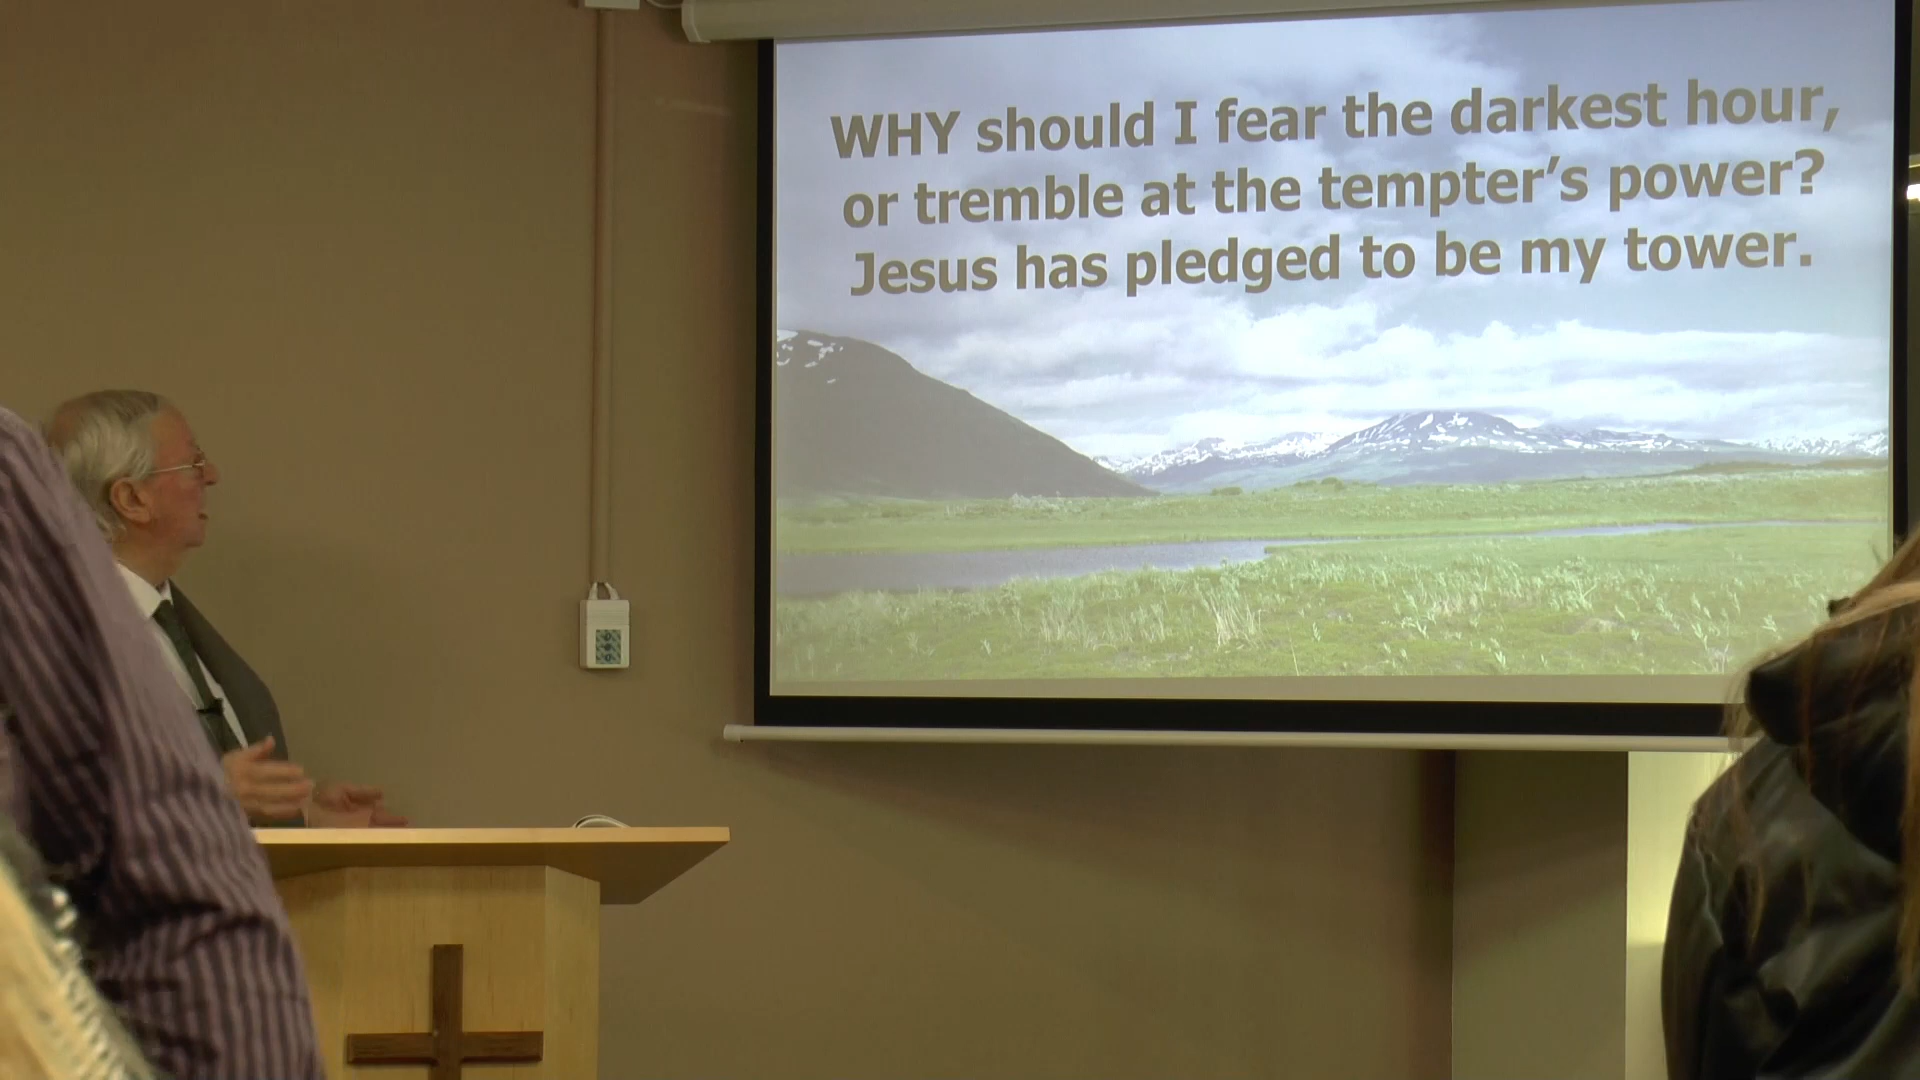 WHY should I fear the darkest hour,
or tremble at the tempter's power?
Jesus has pledged to be my tower.